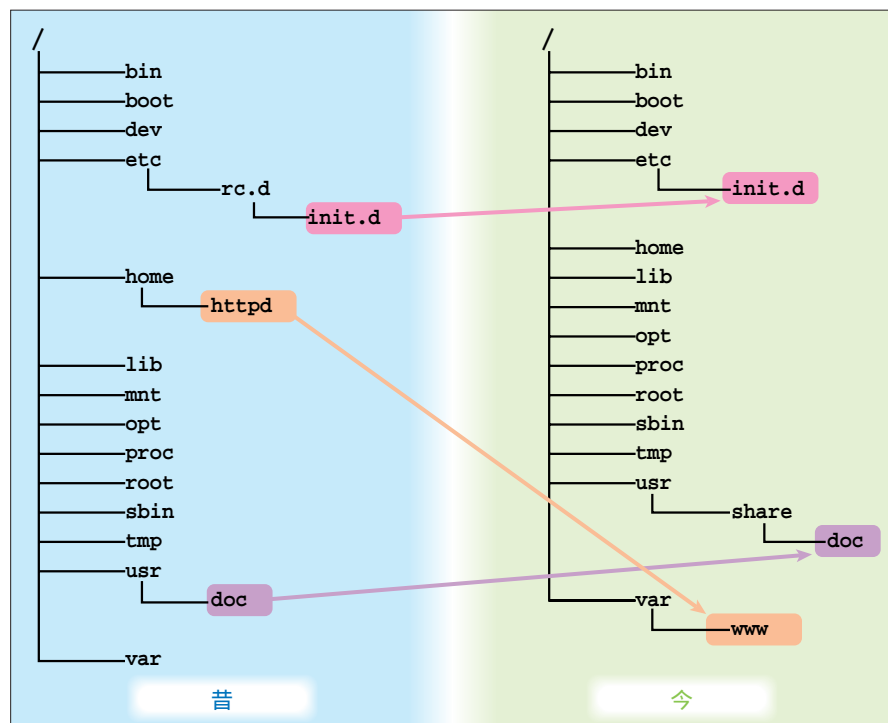 /
bin
boot
dev
etc
rc.d
init.d
home
httpd
lib
mnt
opt
proc
root
sbin
tmp
usr
doc
var
昔
/
bin
boot
dev
etc
init.d
home
lib
mnt
opt
proc
root
sbin
tmp
usr
share
doc
var
www
今